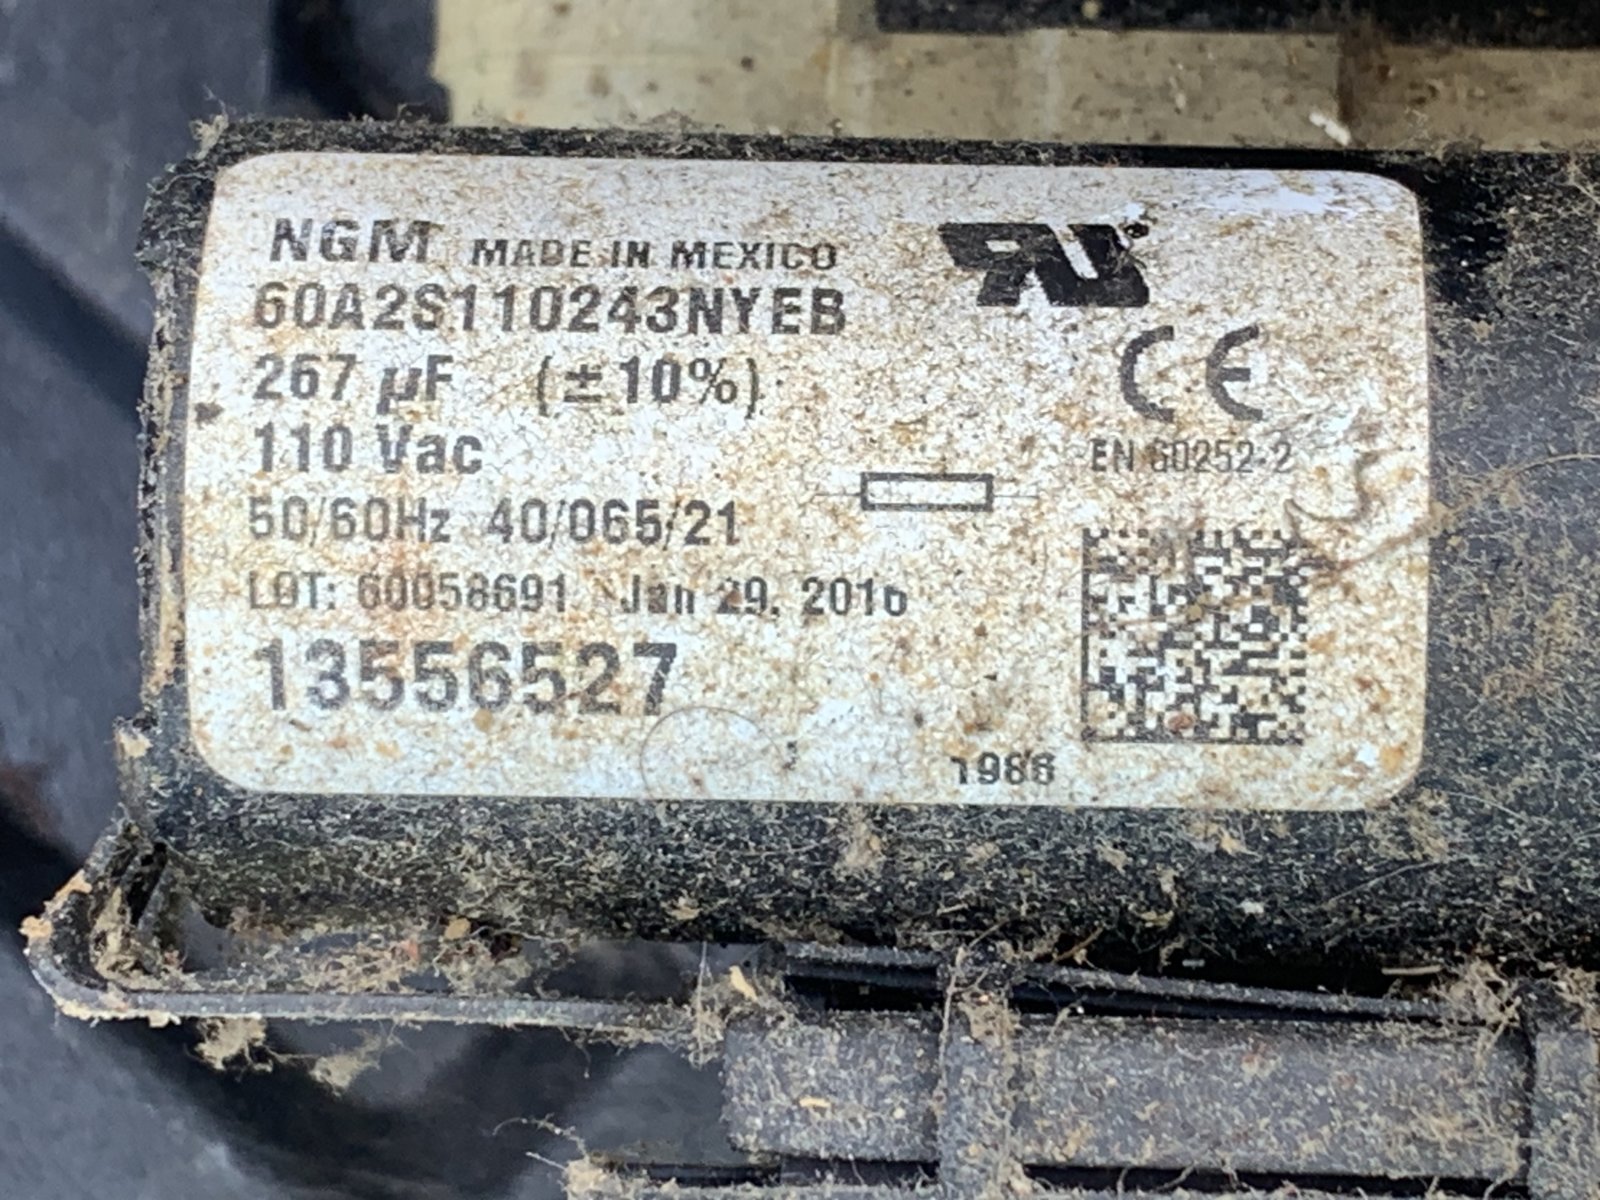 NGM MADE IN MEXICO
60A2S110243NYEB
267 µF (±10%)
110 Vac
50/60Hz 40/065/21
LOT: 60058691 Jan 29, 2016
13556527
CE
EN 60252-2
1986